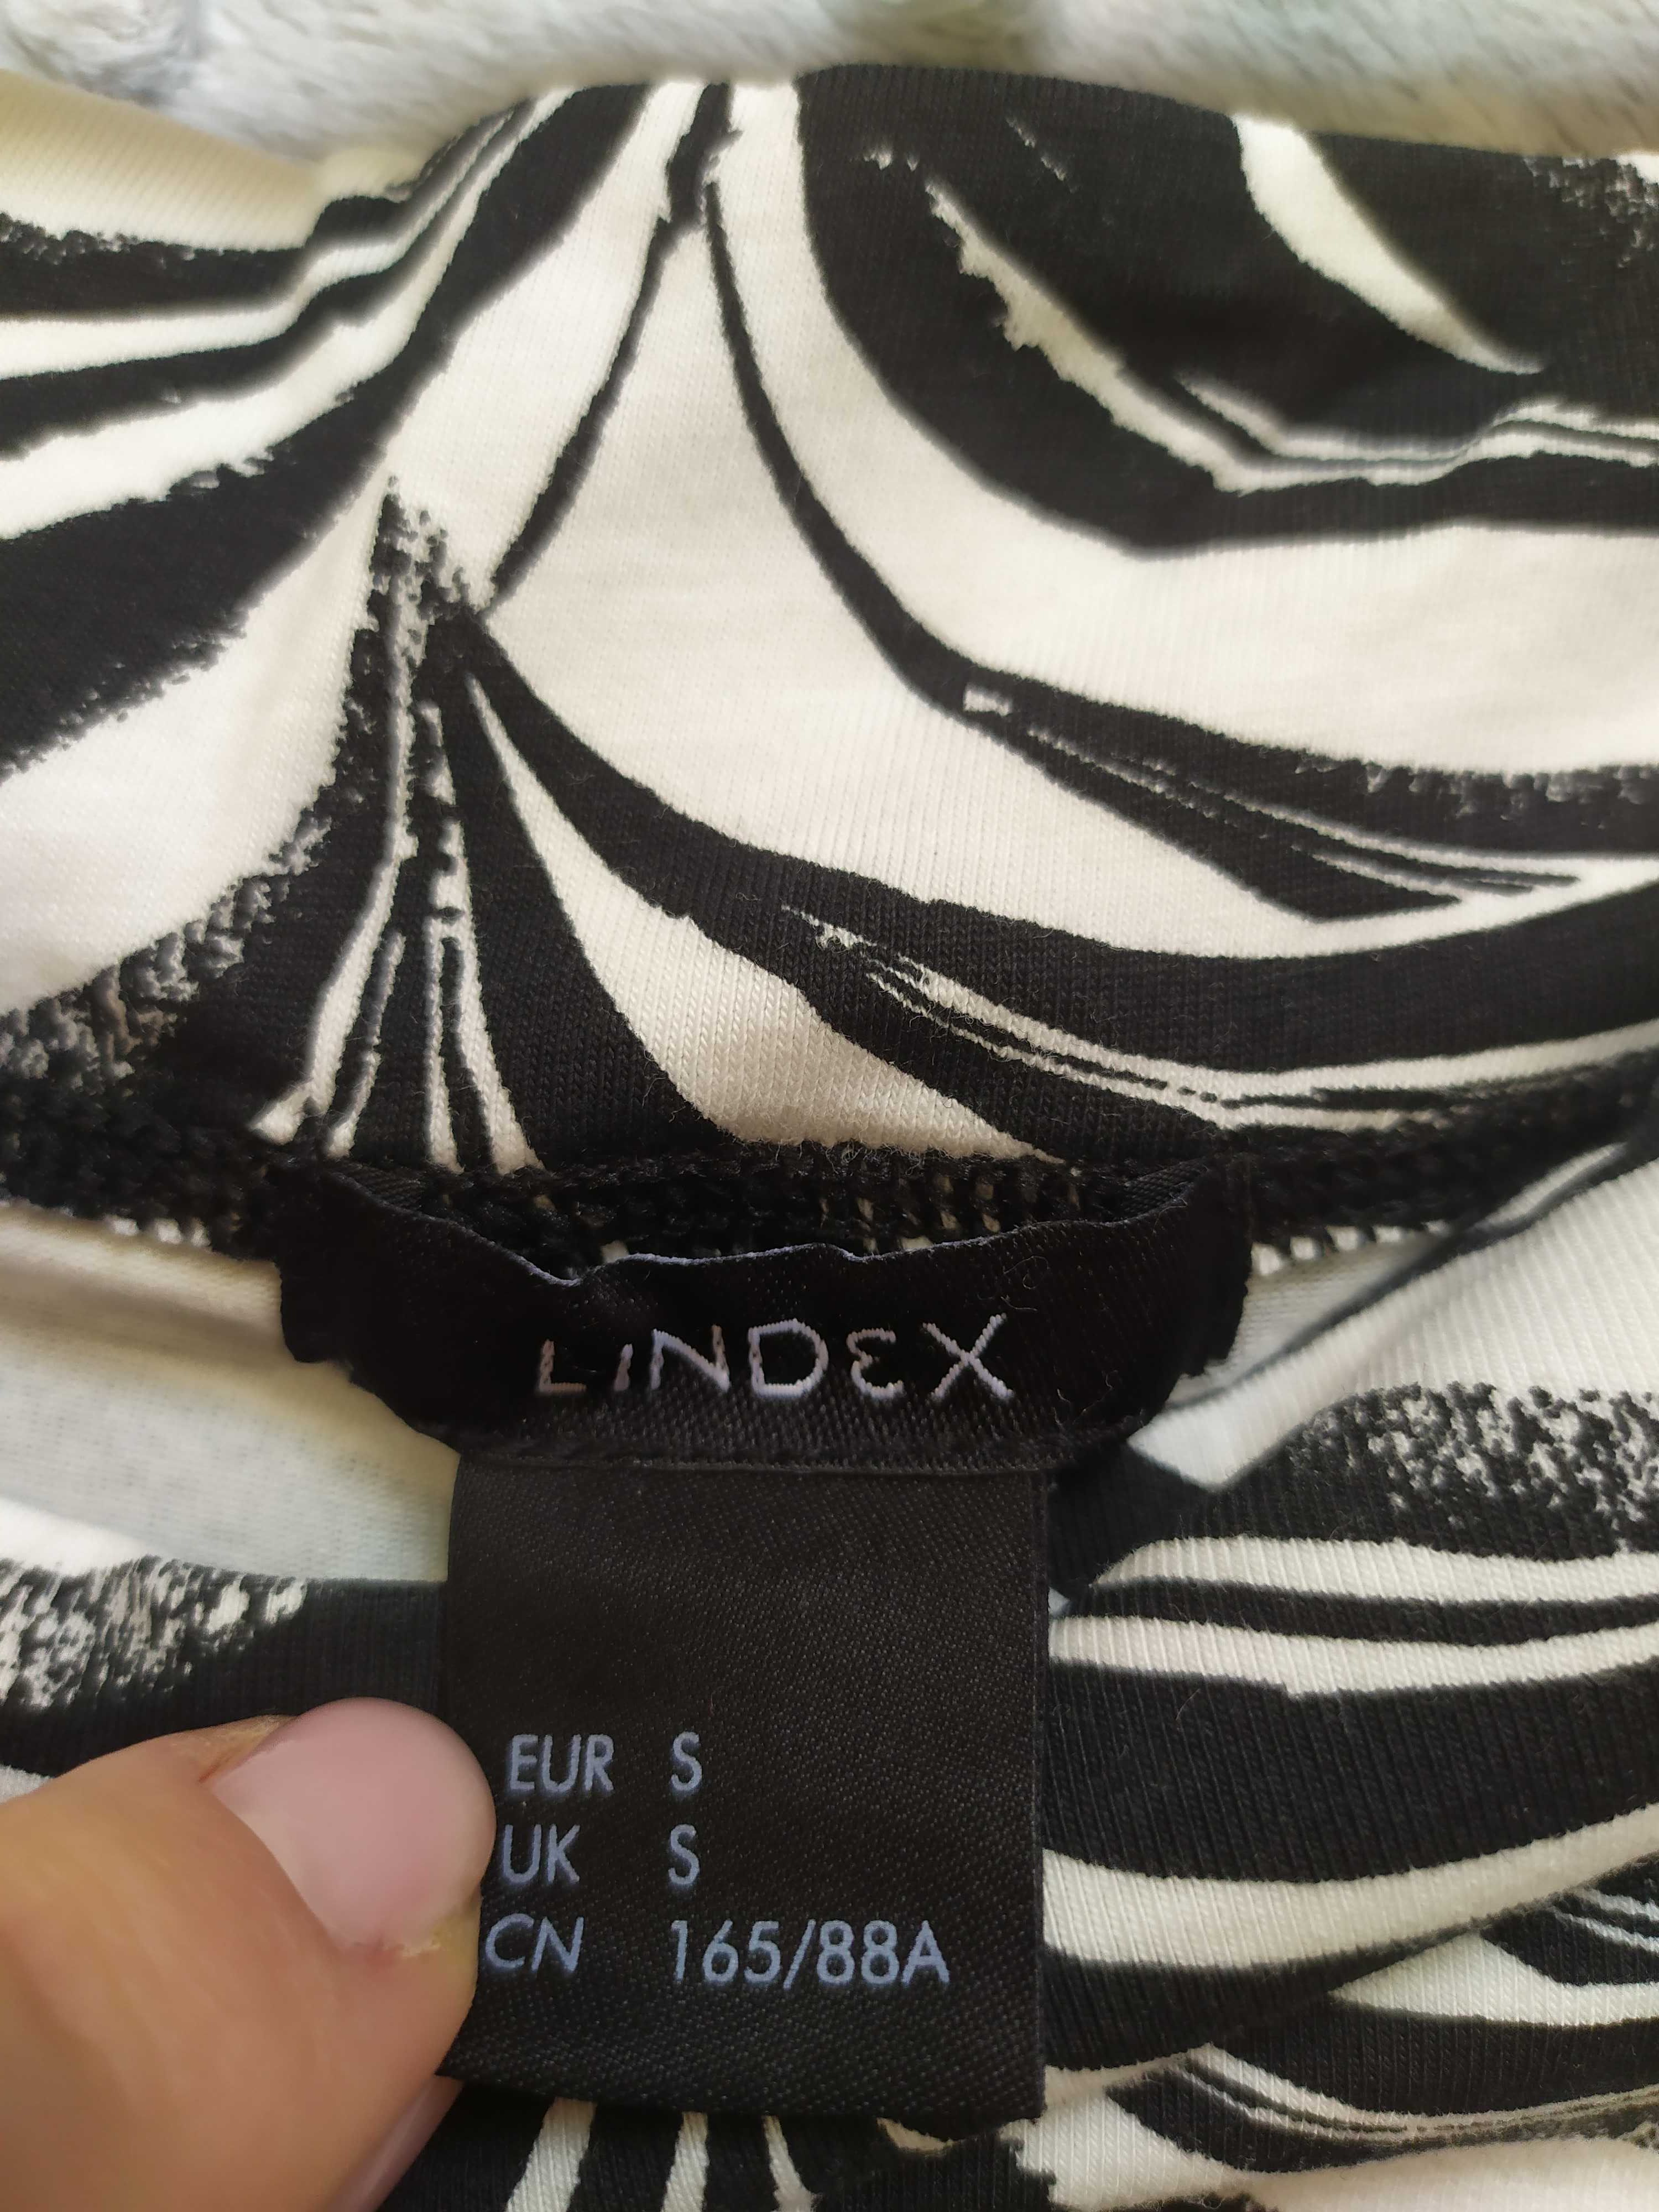 LINDEX
EUR S
UK S
CN 165/88A